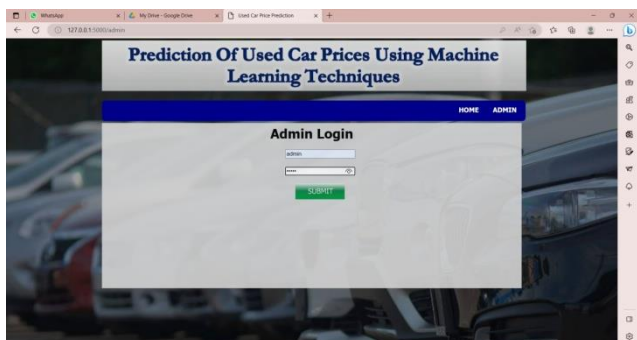 WhatsApp
My Drive - Google Drive
Used Car Price Prediction
127.0.0.1:5000/admin
Prediction Of Used Car Prices Using Machine
Learning Techniques
HOME ADMIN
Admin Login
admin
SUBMIT